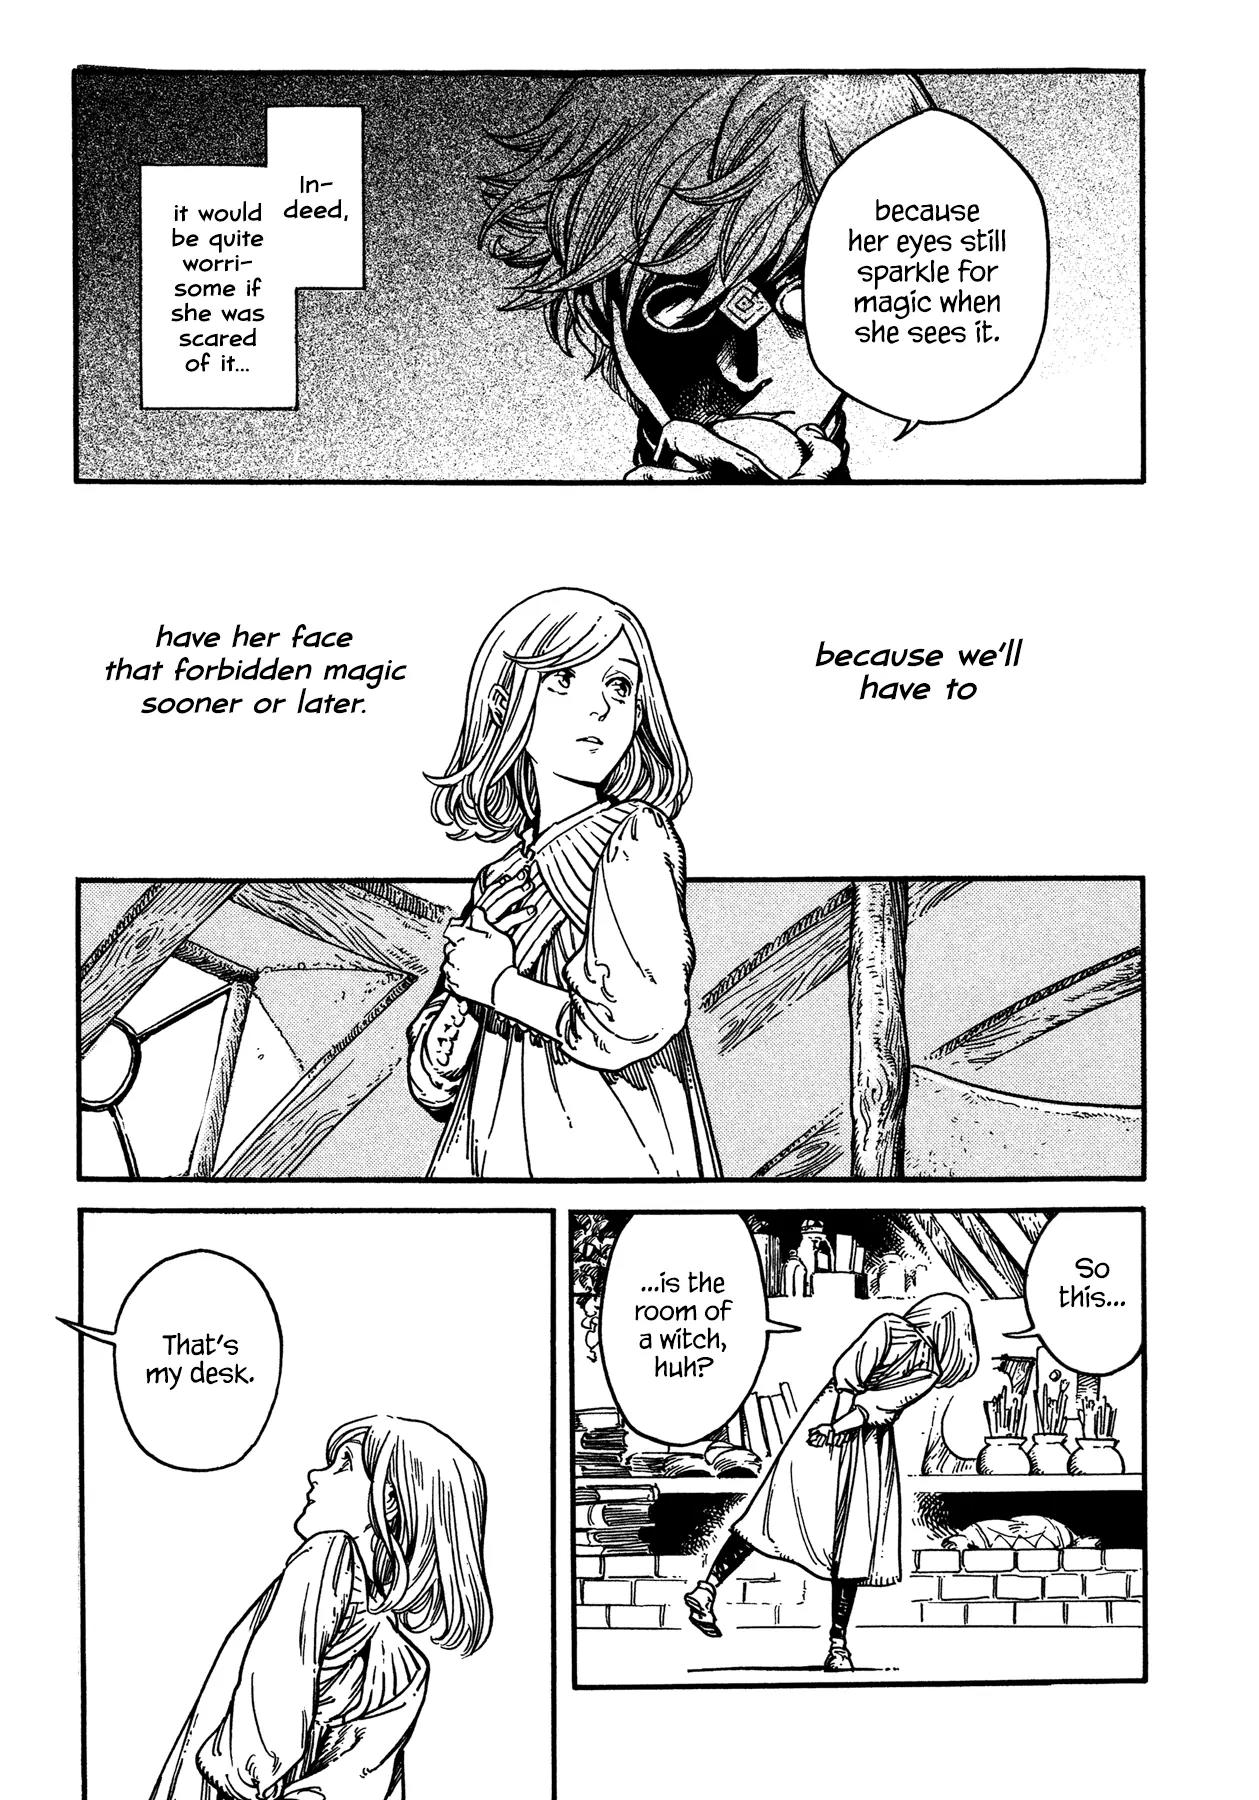 because
her eyes still
sparkle for
magic when
she sees it.
In-
deed,
it would
be quite
worri-
some if
she was
scared
of it...
because we'll
have to
have her face
that forbidden magic
sooner or later.
So
this...
...is the
room of
a witch,
huh?
That's
my desk.